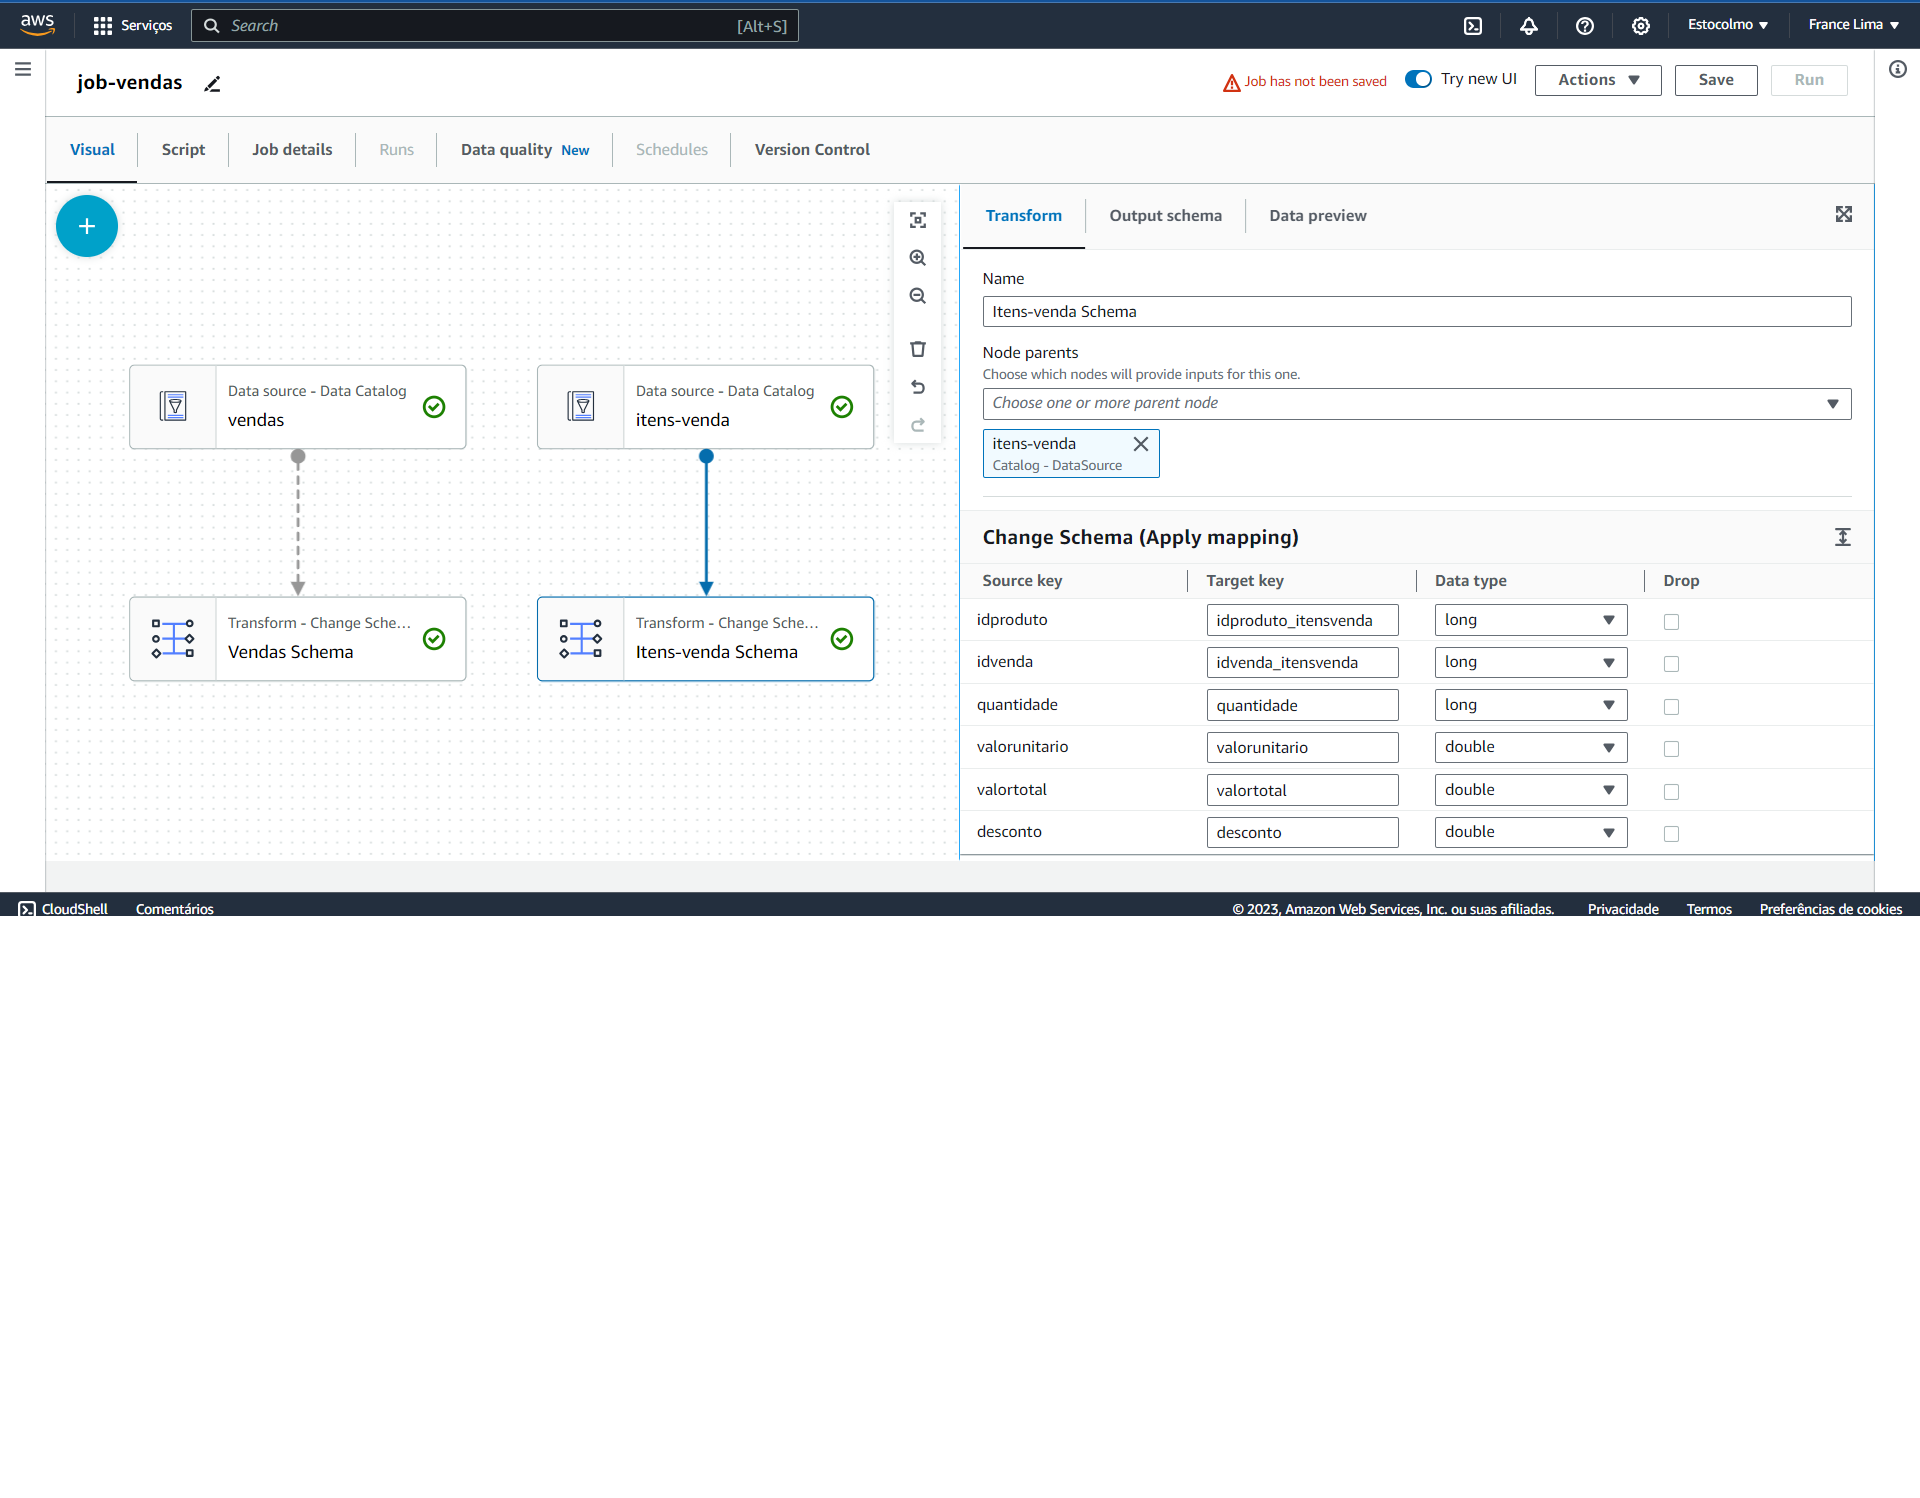 aws
Serviços
Search
[Alt+S]
Estocolmo
France Lima
job-vendas
Job has not been saved
Try new UI
Actions
Save
Run
Visual
Script
Job details
Runs
Data quality New
Schedules
Version Control
+
Data source - Data Catalog
vendas
Data source - Data Catalog
itens-venda
Transform - Change Sche...
Vendas Schema
Transform - Change Sche...
Itens-venda Schema
Transform
Output schema
Data preview
Name
Itens-venda Schema
Node parents
Choose which nodes will provide inputs for this one.
Choose one or more parent node
itens-venda
Catalog - DataSource
Change Schema (Apply mapping)
Source key Target key Data type Drop
idproduto idproduto_itensvenda long
idvenda idvenda_itensvenda long
quantidade quantidade long
valorunitario valorunitario double
valortotal valortotal double
desconto desconto double
CloudShell
Comentários
© 2023, Amazon Web Services, Inc. ou suas afiliadas.
Privacidade
Termos
Preferências de cookies